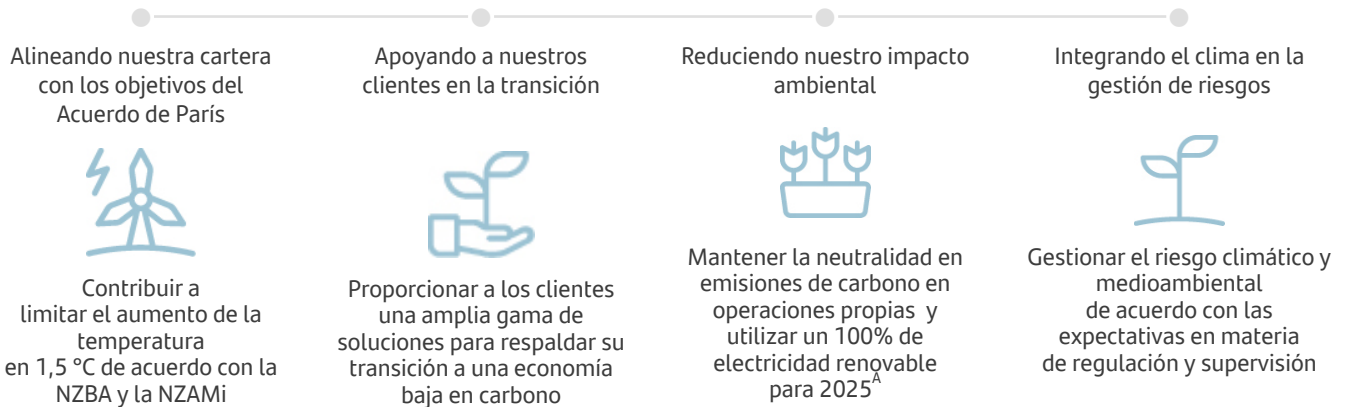 Alineando nuestra cartera
con los objetivos del
Acuerdo de París
Contribuir a
limitar el aumento de la
temperatura
en 1,5 °C de acuerdo con la
NZBA y la NZAMi
Apoyando a nuestros
clientes en la transición
Proporcionar a los clientes
una amplia gama de
soluciones para respaldar su
transición a una economía
baja en carbono
Reduciendo nuestro impacto
ambiental
Mantener la neutralidad en
emisiones de carbono en
operaciones propias y
utilizar un 100% de
electricidad renovable
para 2025ᴬ
Integrando el clima en la
gestión de riesgos
Gestionar el riesgo climático y
medioambiental
de acuerdo con las
expectativas en materia
de regulación y supervisión